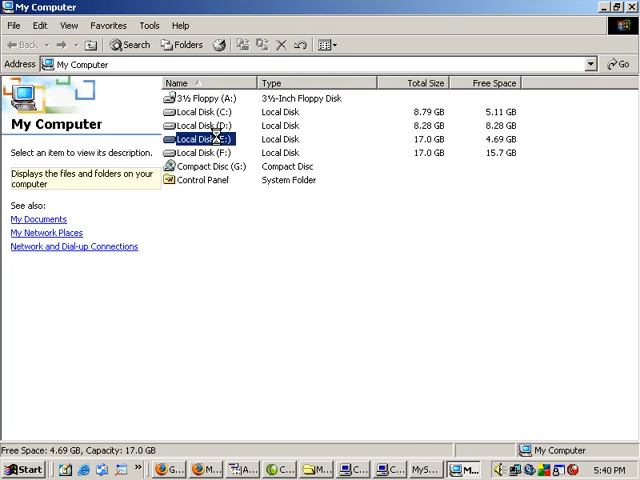 My Computer
File Edit View Favorites Tools Help
Back Search Folders
Address My Computer Go
Name Type Total Size Free Space
3½ Floppy (A:) 3½-Inch Floppy Disk
Local Disk (C:) Local Disk 8.79 GB 5.11 GB
Local Disk (D:) Local Disk 8.28 GB 8.28 GB
Local Disk (E:) Local Disk 17.0 GB 4.69 GB
Local Disk (F:) Local Disk 17.0 GB 15.7 GB
Compact Disc (G:) Compact Disc
Control Panel System Folder
My Computer
Select an item to view its description.
Displays the files and folders on your
computer
See also:
My Documents
My Network Places
Network and Dial-up Connections
Free Space: 4.69 GB, Capacity: 17.0 GB My Computer
Start » G... M... A... C... M... C... C... MyS... M... 5:40 PM